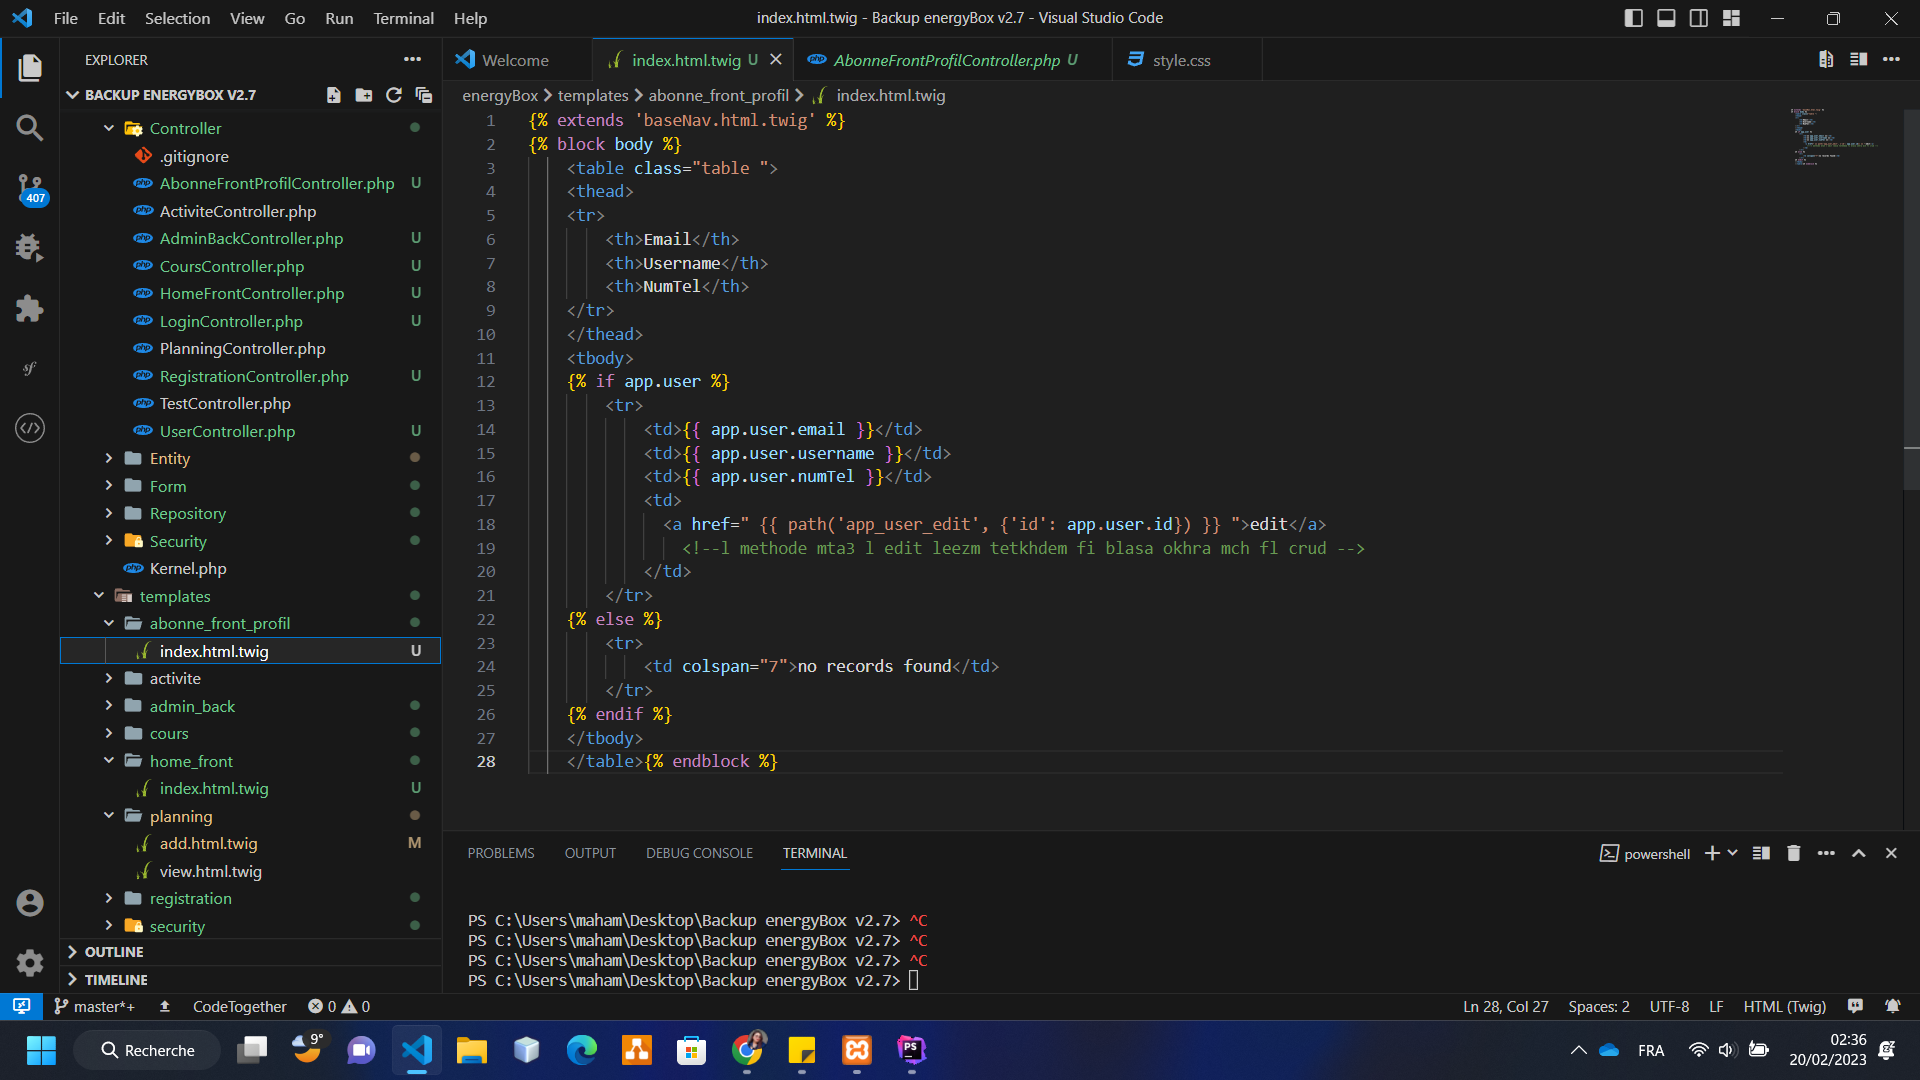 File Edit Selection View Go Run Terminal Help
index.html.twig - Backup energyBox v2.7 - Visual Studio Code
EXPLORER
Welcome
index.html.twig U
AbonneFrontProfilController.php U
style.css
BACKUP ENERGYBOX V2.7
energyBox > templates > abonne_front_profil > index.html.twig
Controller
.gitignore
AbonneFrontProfilController.php U
ActiviteController.php
AdminBackController.php U
CoursController.php U
HomeFrontController.php U
LoginController.php U
PlanningController.php
RegistrationController.php U
TestController.php
UserController.php U
Entity
Form
Repository
Security
Kernel.php
templates
abonne_front_profil
index.html.twig U
activite
admin_back
cours
home_front
index.html.twig U
planning
add.html.twig M
view.html.twig
registration
security
OUTLINE
TIMELINE
407
1 {% extends 'baseNav.html.twig' %}
2 {% block body %}
3 <table class="table ">
4 <thead>
5 <tr>
6 <th>Email</th>
7 <th>Username</th>
8 <th>NumTel</th>
9 </tr>
10 </thead>
11 <tbody>
12 {% if app.user %}
13 <tr>
14 <td>{{ app.user.email }}</td>
15 <td>{{ app.user.username }}</td>
16 <td>{{ app.user.numTel }}</td>
17 <td>
18 <a href=" {{ path('app_user_edit', {'id': app.user.id}) }} ">edit</a>
19 <!--l methode mta3 l edit leezm tetkhdem fi blasa okhra mch fl crud -->
20 </td>
21 </tr>
22 {% else %}
23 <tr>
24 <td colspan="7">no records found</td>
25 </tr>
26 {% endif %}
27 </tbody>
28 </table>{% endblock %}
PROBLEMS OUTPUT DEBUG CONSOLE TERMINAL
powershell
PS C:\Users\maham\Desktop\Backup energyBox v2.7> ^C
PS C:\Users\maham\Desktop\Backup energyBox v2.7> ^C
PS C:\Users\maham\Desktop\Backup energyBox v2.7> ^C
PS C:\Users\maham\Desktop\Backup energyBox v2.7>
master*+ CodeTogether 0 0
Ln 28, Col 27 Spaces: 2 UTF-8 LF HTML (Twig)
Recherche
9°
PS
FRA
02:36
20/02/2023